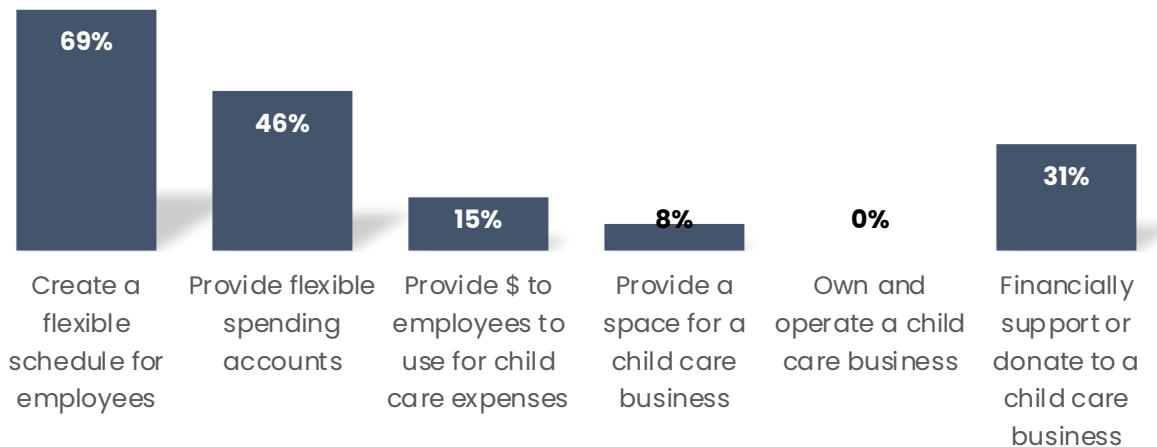 69%
46%
15%
8%
0%
31%
Create a
flexible
schedule for
employees
Provide flexible
spending
accounts
Provide $ to
employees to
use for child
care expenses
Provide a
space for a
child care
business
Own and
operate a child
care business
Financially
support or
donate to a
child care
business